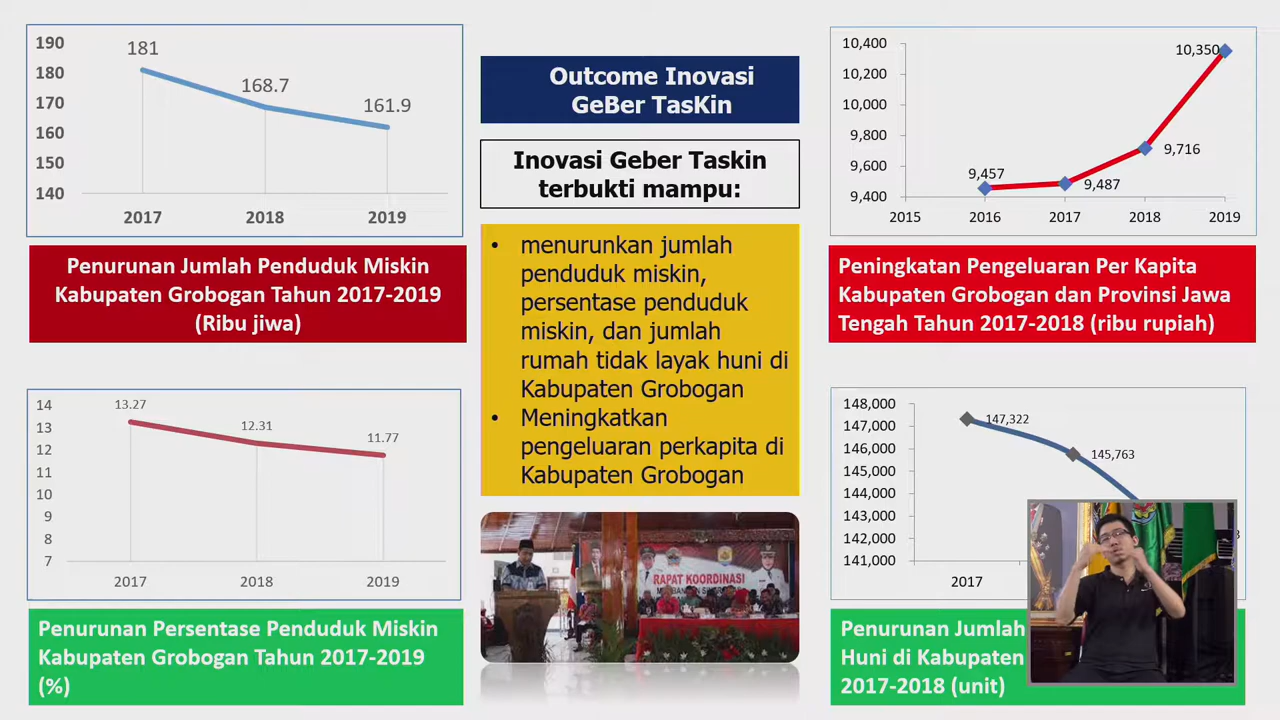 190
180
170
160
150
140
181
168.7
161.9
2017 2018 2019
Penurunan Jumlah Penduduk Miskin
Kabupaten Grobogan Tahun 2017-2019
(Ribu jiwa)
14
13
12
11
10
9
8
7
13.27
12.31
11.77
2017 2018 2019
Penurunan Persentase Penduduk Miskin
Kabupaten Grobogan Tahun 2017-2019
(%)
Outcome Inovasi
GeBer TasKin
Inovasi Geber Taskin
terbukti mampu:
• menurunkan jumlah
penduduk miskin,
persentase penduduk
miskin, dan jumlah
rumah tidak layak huni di
Kabupaten Grobogan
• Meningkatkan
pengeluaran perkapita di
Kabupaten Grobogan
RAPAT KOORDINASI
10,400
10,200
10,000
9,800
9,600
9,400
9,457
9,487
9,716
10,350
2015 2016 2017 2018 2019
Peningkatan Pengeluaran Per Kapita
Kabupaten Grobogan dan Provinsi Jawa
Tengah Tahun 2017-2018 (ribu rupiah)
148,000
147,000
146,000
145,000
144,000
143,000
142,000
141,000
147,322
145,763
2017
Penurunan Jumlah
Huni di Kabupaten
2017-2018 (unit)